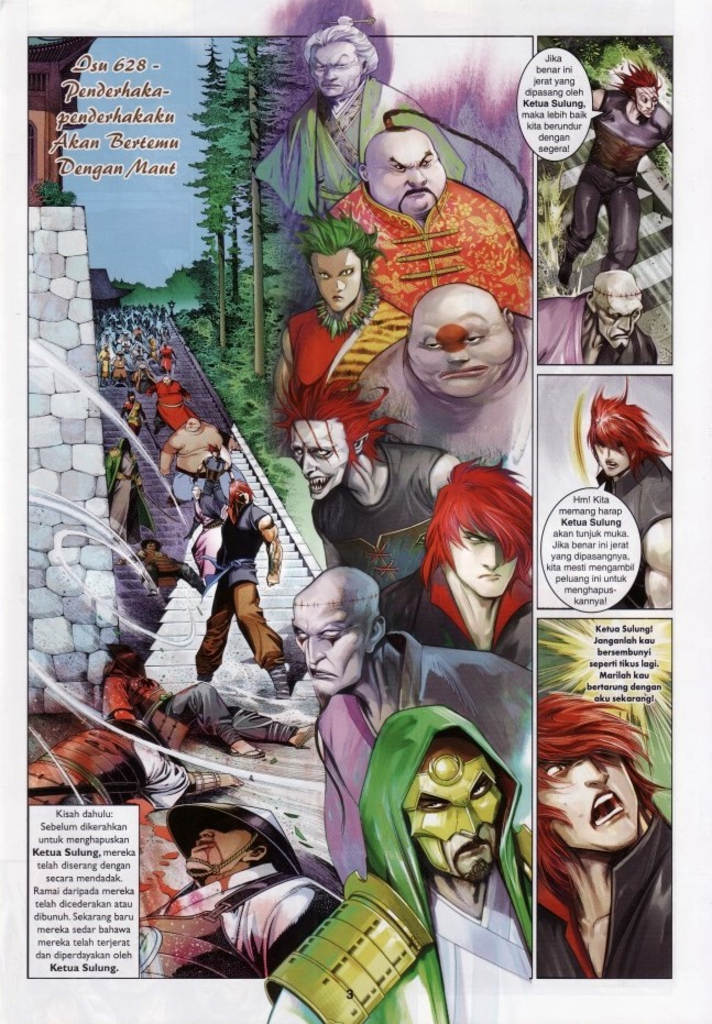 Isu 628 -
Penderhaka-
penderhakaku
Akan Bertemu
Dengan Maut
Jika
benar ini
jerat yang
dipasang oleh
Ketua Sulung,
maka lebih baik
kita berundur
dengan
segera!
Hm! Kita
memang harap
Ketua Sulung
akan tunjuk muka.
Jika benar ini jerat
yang dipasangnya,
kita mesti mengambil
peluang ini untuk
menghapus-
kannya!
Ketua Sulung!
Janganlah kau
bersembunyi
seperti tikus lagi.
Marilah kau
bertarung dengan
aku sekarang!
Kisah dahulu:
Sebelum dikerahkan
untuk menghapuskan
Ketua Sulung, mereka
telah diserang dengan
secara mendadak.
Ramai daripada mereka
telah dicederakan atau
dibunuh. Sekarang baru
mereka sedar bahawa
mereka telah terjerat
dan diperdayakan oleh
Ketua Sulung.
3